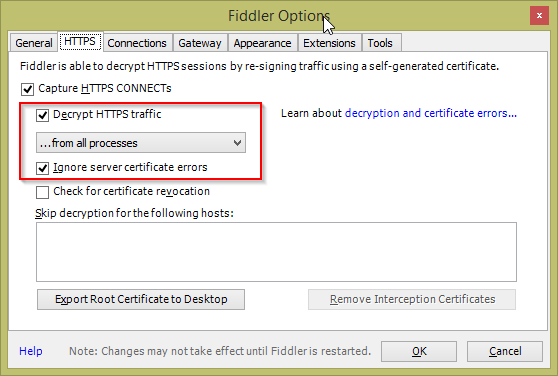 Fiddler Options
x
General HTTPS Connections Gateway Appearance Extensions Tools
Fiddler is able to decrypt HTTPS sessions by re-signing traffic using a self-generated certificate.
Capture HTTPS CONNECTs
Decrypt HTTPS traffic Learn about decryption and certificate errors...
...from all processes
Ignore server certificate errors
Check for certificate revocation
Skip decryption for the following hosts:
Export Root Certificate to Desktop Remove Interception Certificates
Help Note: Changes may not take effect until Fiddler is restarted. OK Cancel